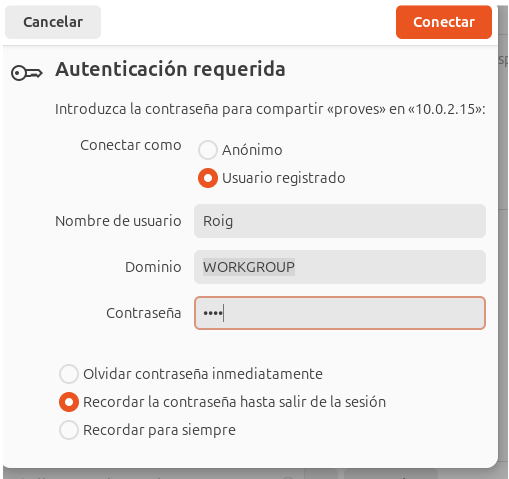 Cancelar
Conectar
Autenticación requerida
Introduzca la contraseña para compartir «proves» en «10.0.2.15»:
Conectar como
Anónimo
Usuario registrado
Nombre de usuario Roig
Dominio WORKGROUP
Contraseña ••••
Olvidar contraseña inmediatamente
Recordar la contraseña hasta salir de la sesión
Recordar para siempre